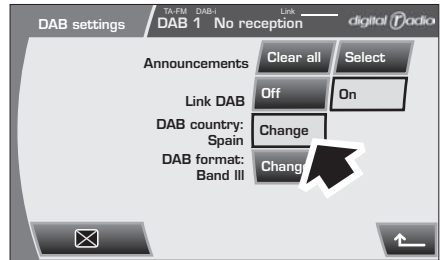 TA-FM DAB-i Link
DAB settings DAB 1 No reception digital radio
Announcements Clear all Select
Link DAB Off On
DAB country:
Spain Change
DAB format:
Band III Change